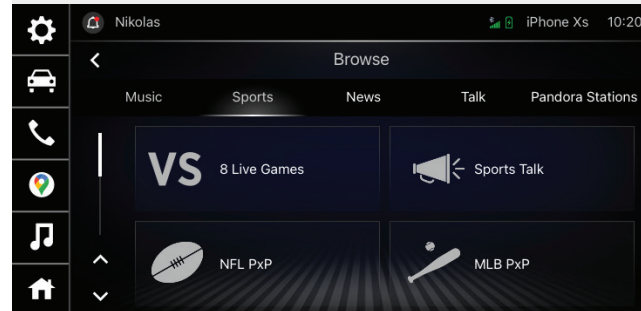 Nikolas iPhone Xs 10:20
Browse
Music Sports News Talk Pandora Stations
VS 8 Live Games Sports Talk
NFL PxP MLB PxP